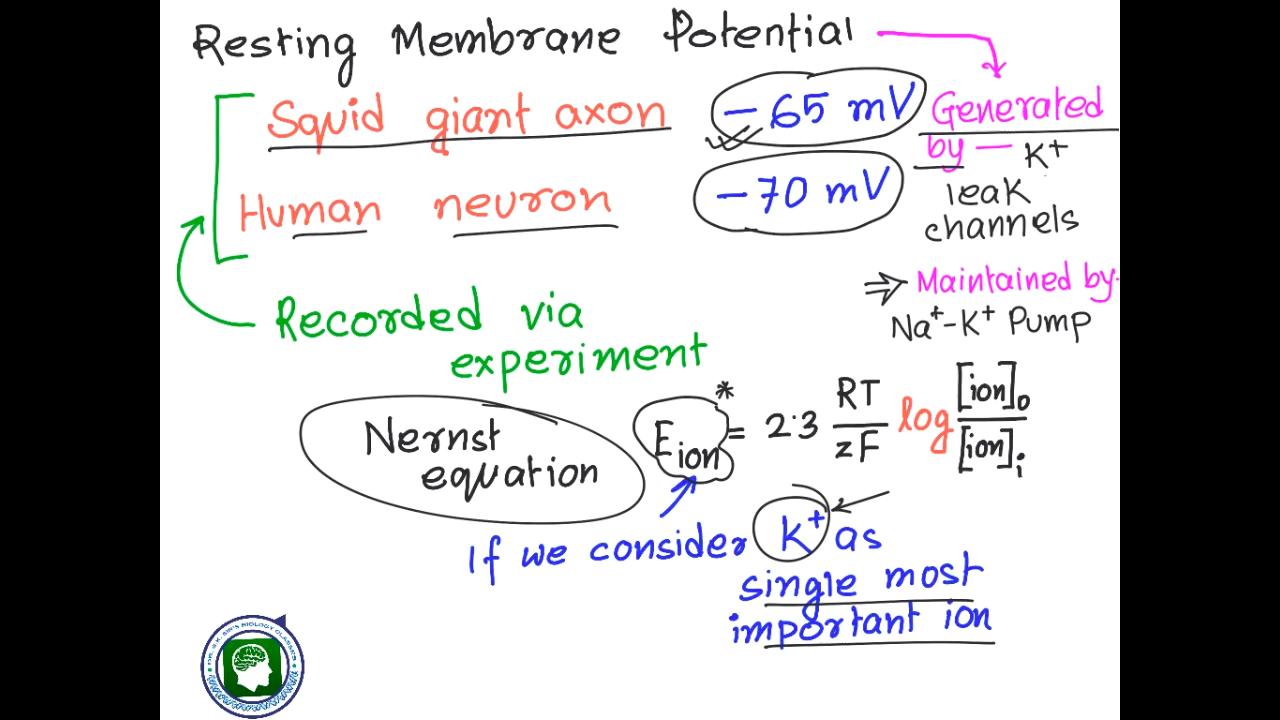 Resting Membrane Potential
Squid giant axon -65 mV
Human neuron -70 mV
Generated
by - K+
leak
channels
⇒ Maintained by-
Na+-K+ Pump
Recorded via
experiment
Nernst
equation
E ion * = 2.3 RT/zF log [ion]o/[ion]i
If we consider K+ as
single most
important ion